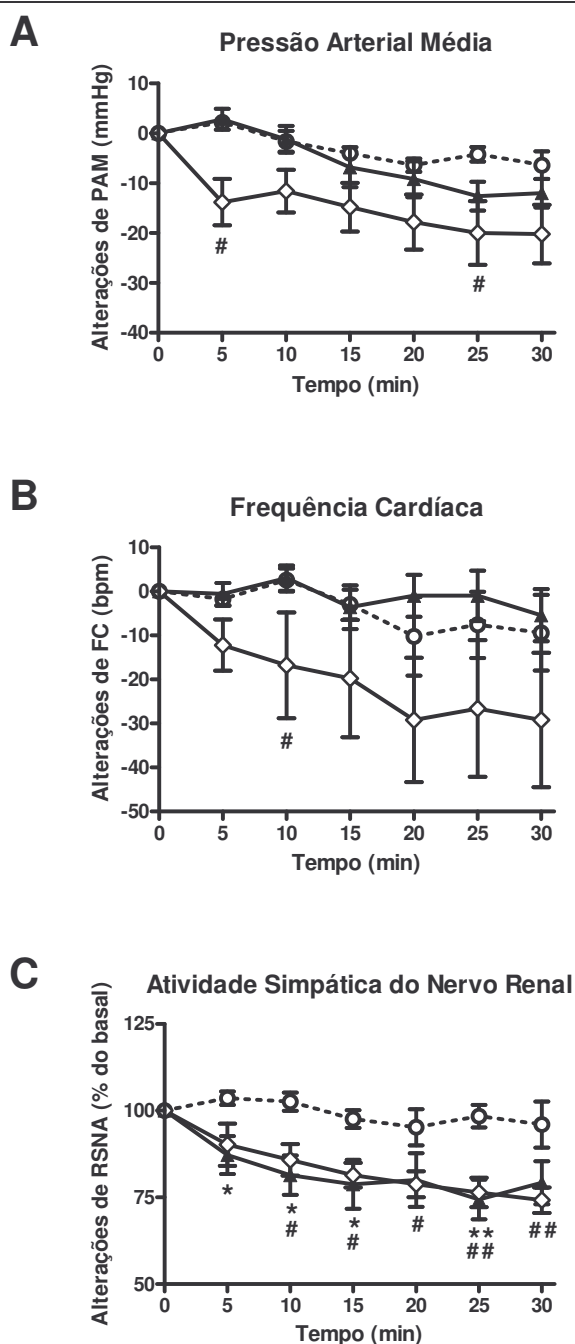 A
Pressão Arterial Média
Alterações de PAM (mmHg)
10
0
-10
-20
-30
-40
#
#
0 5 10 15 20 25 30
Tempo (min)
B
Frequência Cardíaca
Alterações de FC (bpm)
10
0
-10
-20
-30
-40
-50
#
0 5 10 15 20 25 30
Tempo (min)
C
Atividade Simpática do Nervo Renal
Alterações de RSNA (% do basal)
125
100
75
50
* * * # ** ##
# # ##
0 5 10 15 20 25 30
Tempo (min)